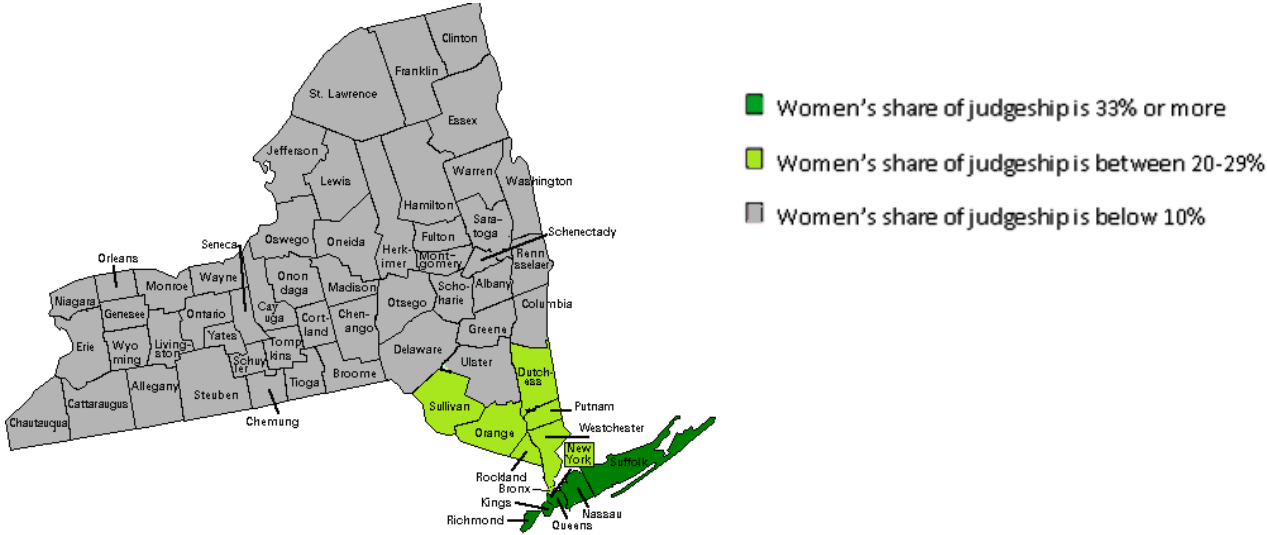 Clinton
Franklin
St. Lawrence
Essex
Jefferson
Lewis
Warren
Washington
Hamilton
Oswego
Oneida
Herk-
imer
Fulton
Sara-
toga
Mont-
gomery
Schenectady
Seneca
Orleans
Niagara
Monroe
Wayne
Onon
daga
Madison
Otsego
Scho-
harie
Albany
Renn
sselaer
Genesee
Ontario
Cay
uga
Cort-
land
Chen-
ango
Columbia
Erie
Wyo
ming
Living-
ston
Yates
Schuy
ler
Tomp
kins
Greene
Delaware
Ulster
Chautauqua
Cattaraugus
Allegany
Steuben
Chemung
Tioga
Broome
Sullivan
Dutch-
ess
Orange
Putnam
Westchester
Rockland
New
York
Bronx
Kings
Richmond
Queens
Nassau
Suffolk
Women's share of judgeship is 33% or more
Women's share of judgeship is between 20-29%
Women's share of judgeship is below 10%